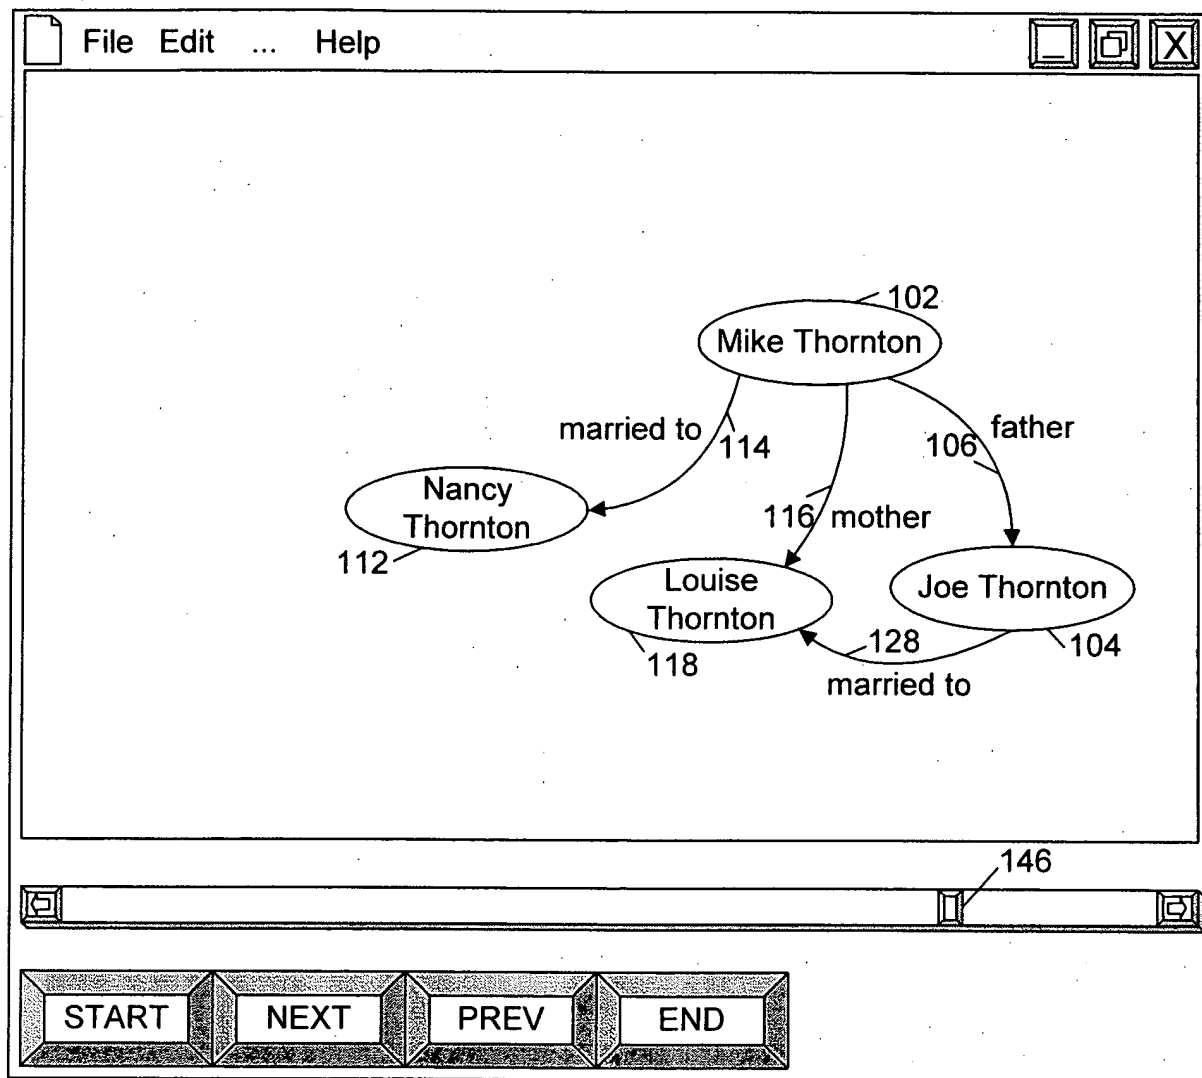 File Edit ... Help
X
102
Mike Thornton
married to
114
106
father
Nancy
Thornton
112
116 mother
Louise
Thornton
118
Joe Thornton
104
128
married to
146
START NEXT PREV END